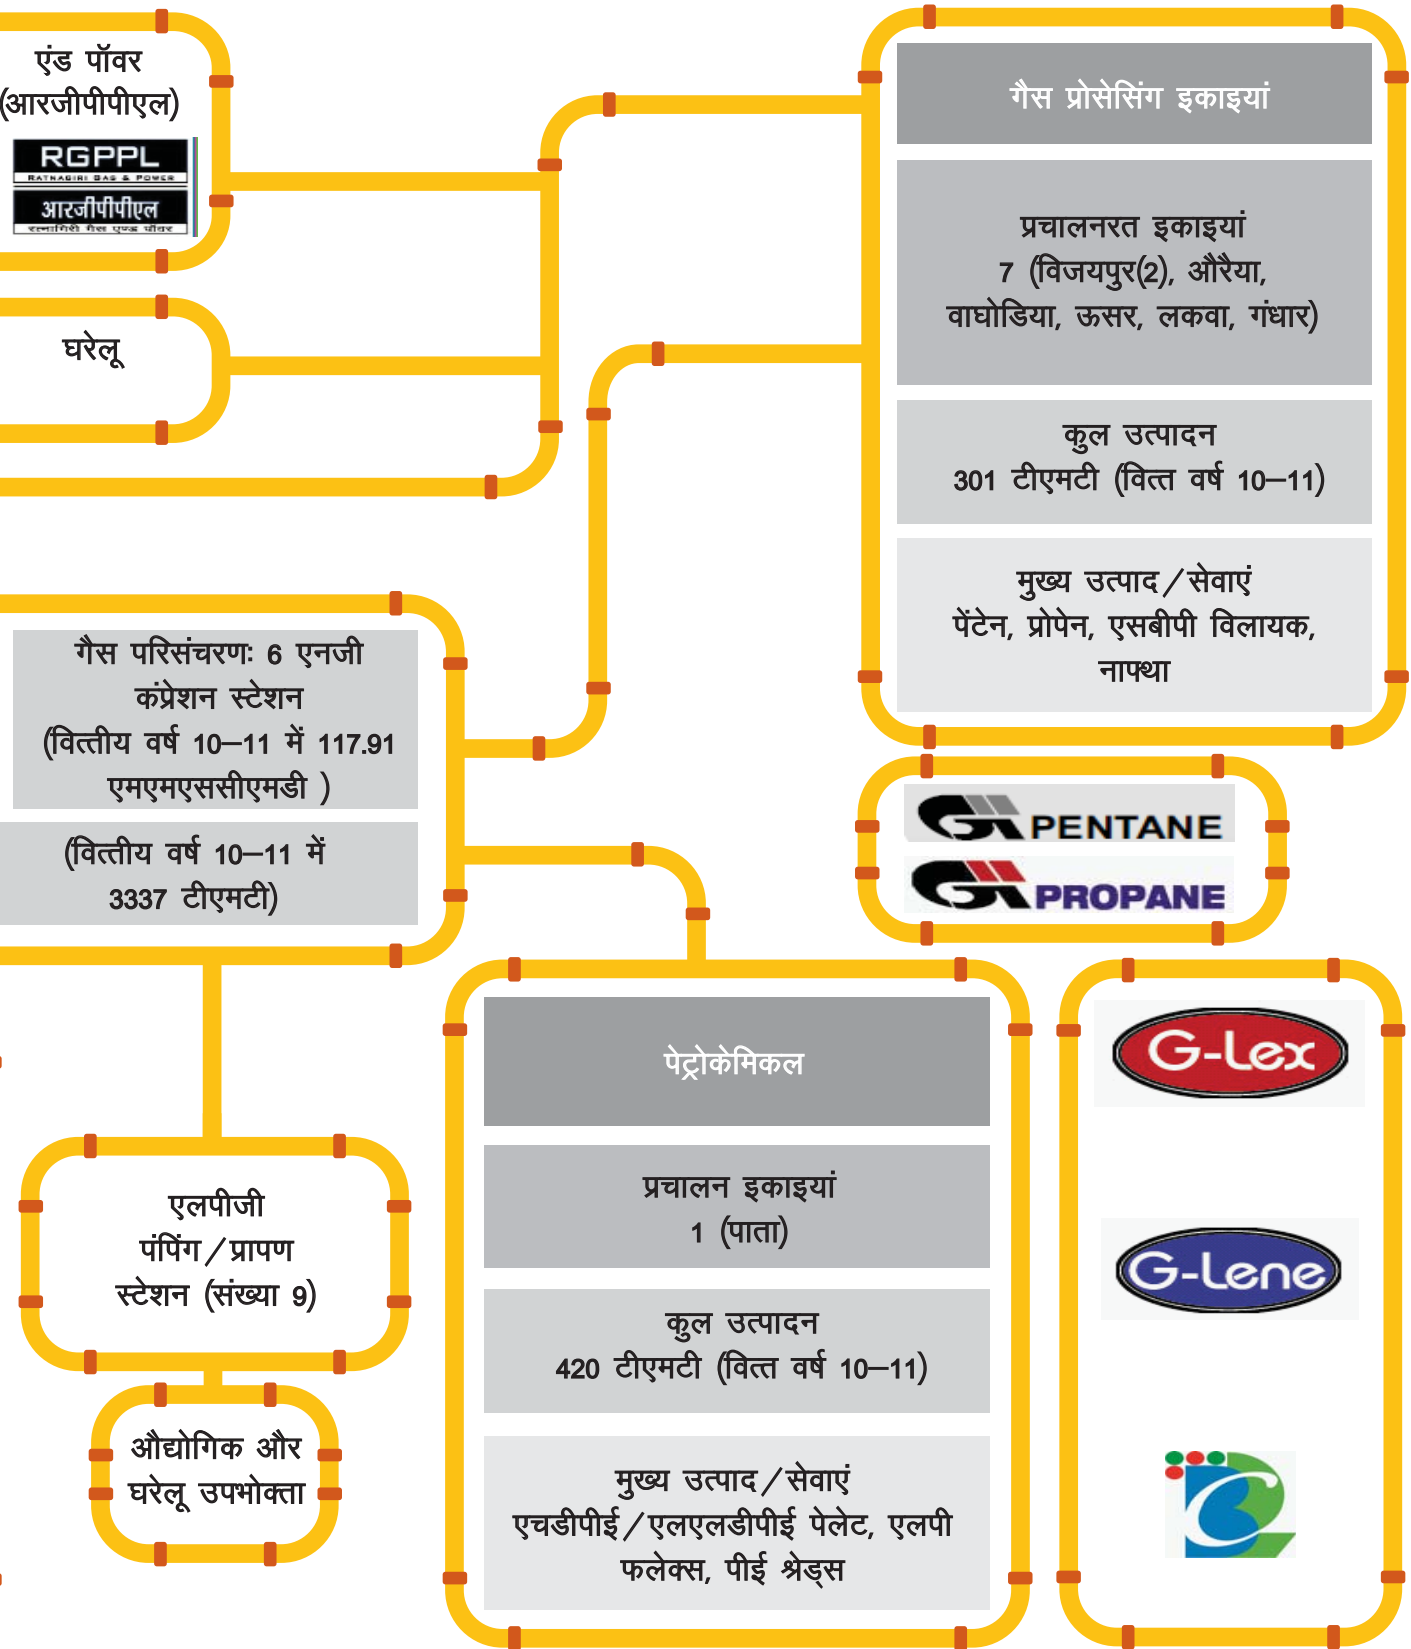 एंड पॉवर
(आरजीपीपीएल)
RGPPL
RATNAGIRI GAS & POWER
आरजीपीपीएल
रत्नागिरी गैस एण्ड पॉवर
घरेलू
गैस प्रोसेसिंग इकाइयां
प्रचालनरत इकाइयां
7 (विजयपुर(2), औरैया,
वाघोडिया, ऊसर, लकवा, गंधार)
कुल उत्पादन
301 टीएमटी (वित्त वर्ष 10–11)
मुख्य उत्पाद/सेवाएं
पेंटेन, प्रोपेन, एसबीपी विलायक,
नाफ्था
गैस परिसंचरणः 6 एनजी
कंप्रेशन स्टेशन
(वित्तीय वर्ष 10–11 में 117.91
एमएमएससीएमडी )
(वित्तीय वर्ष 10–11 में
3337 टीएमटी)
PENTANE
PROPANE
पेट्रोकेमिकल
प्रचालन इकाइयां
1 (पाता)
कुल उत्पादन
420 टीएमटी (वित्त वर्ष 10–11)
मुख्य उत्पाद/सेवाएं
एचडीपीई/एलएलडीपीई पेलेट, एलपी
फलेक्स, पीई श्रेड्स
G-Lex
G-Lene
एलपीजी
पंपिंग/प्रापण
स्टेशन (संख्या 9)
औद्योगिक और
घरेलू उपभोक्ता